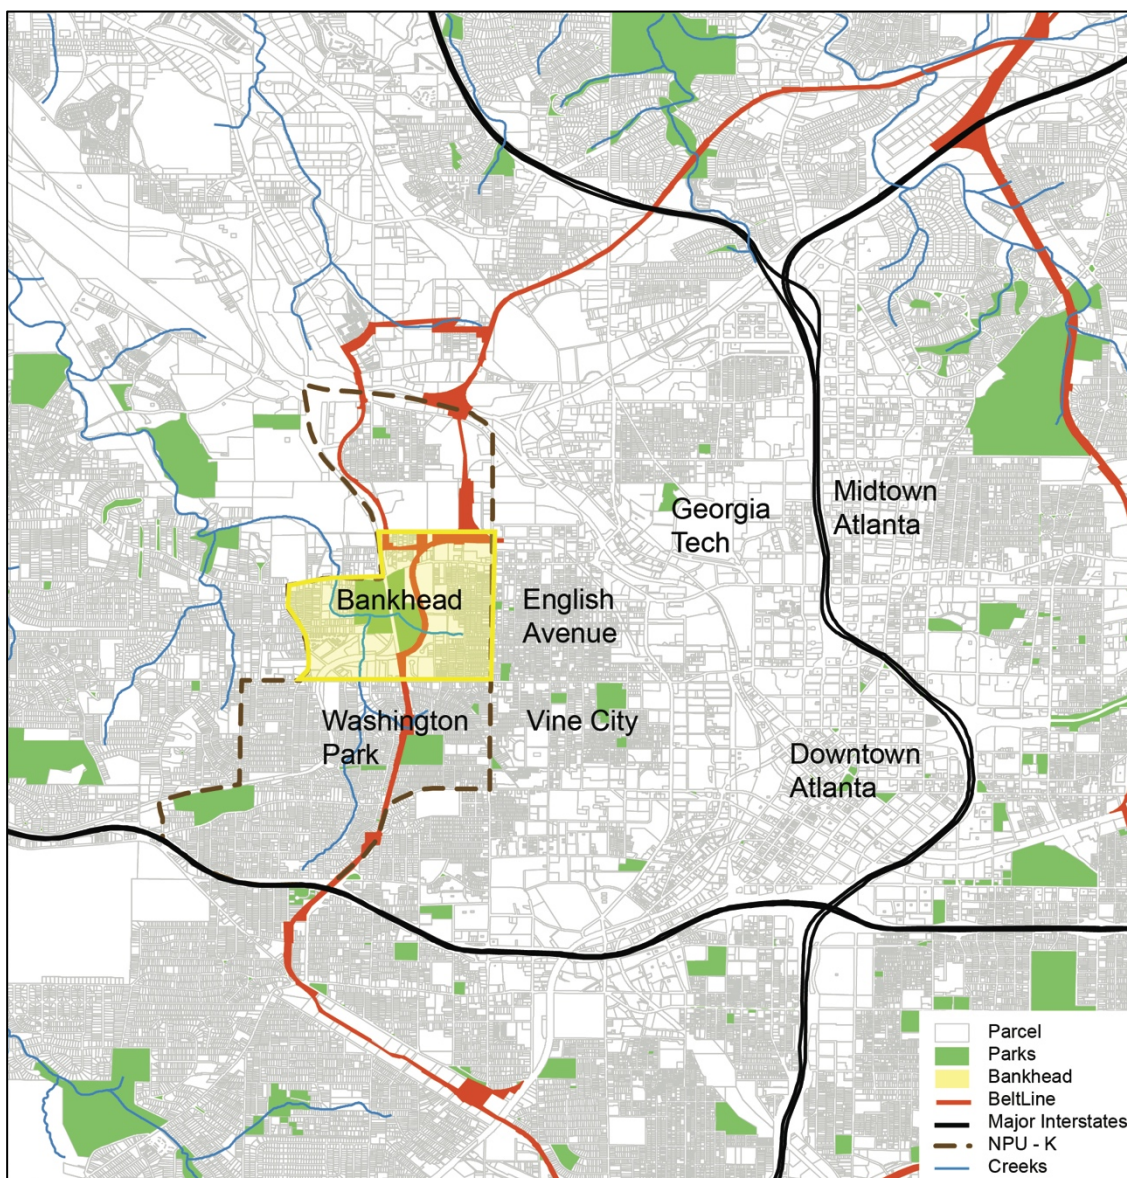 Georgia
Tech
Midtown
Atlanta
Bankhead
English
Avenue
Washington
Park
Vine City
Downtown
Atlanta
Parcel
Parks
Bankhead
BeltLine
Major Interstates
NPU - K
Creeks